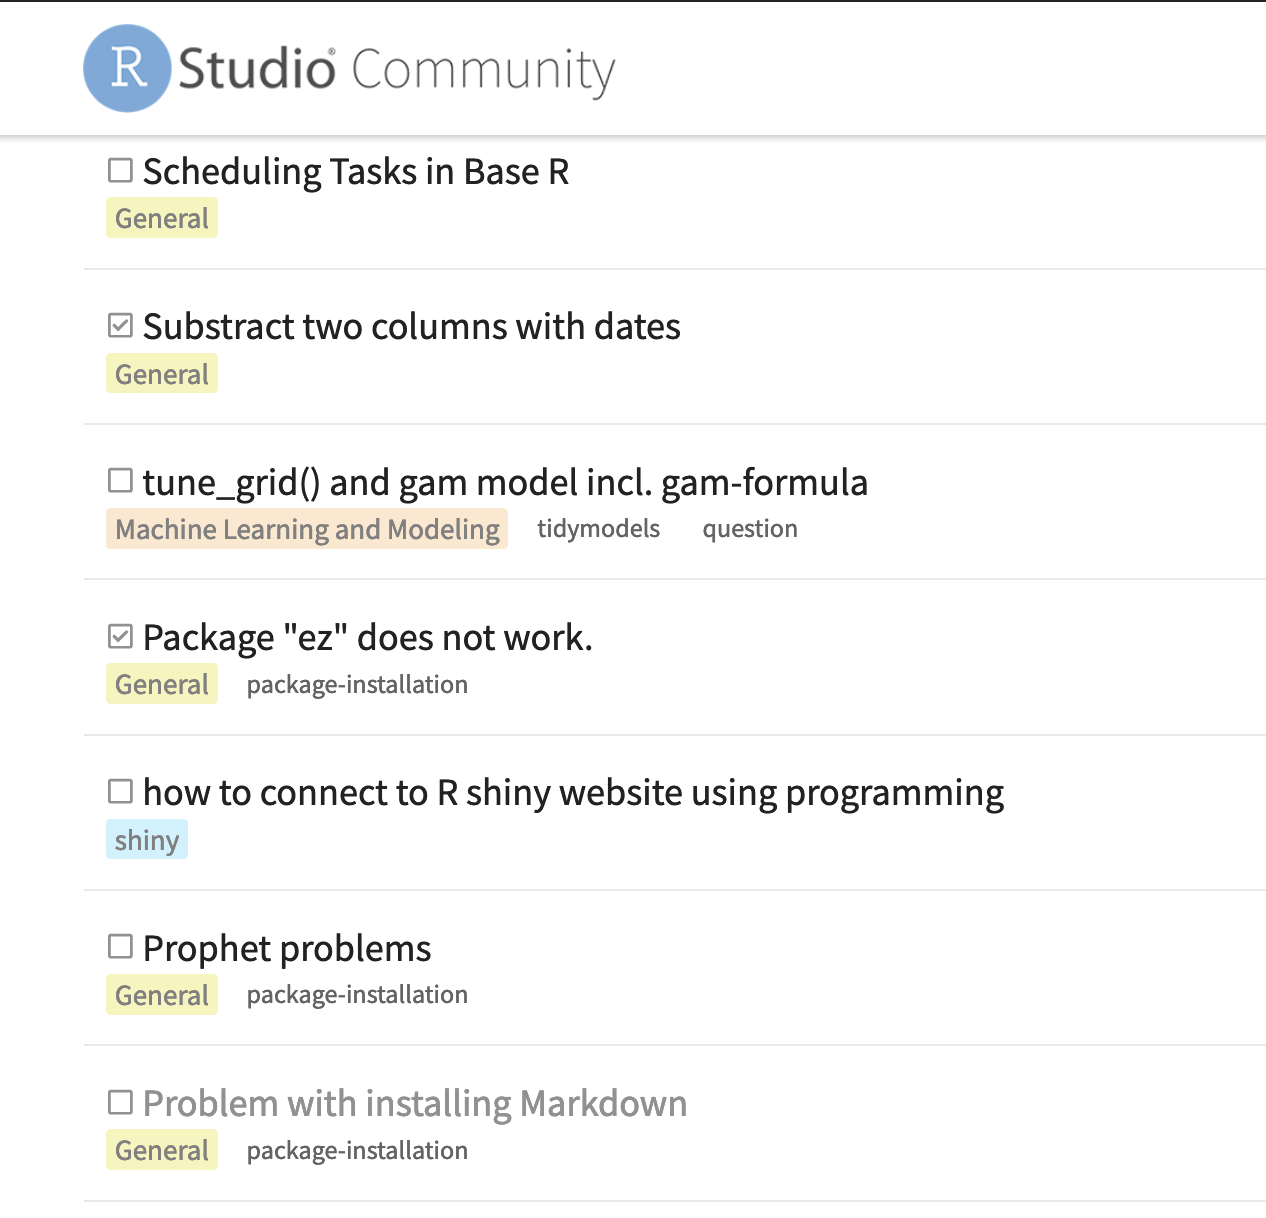 R Studio® Community
Scheduling Tasks in Base R
General
Substract two columns with dates
General
tune_grid() and gam model incl. gam-formula
Machine Learning and Modeling tidymodels question
Package "ez" does not work.
General package-installation
how to connect to R shiny website using programming
shiny
Prophet problems
General package-installation
Problem with installing Markdown
General package-installation